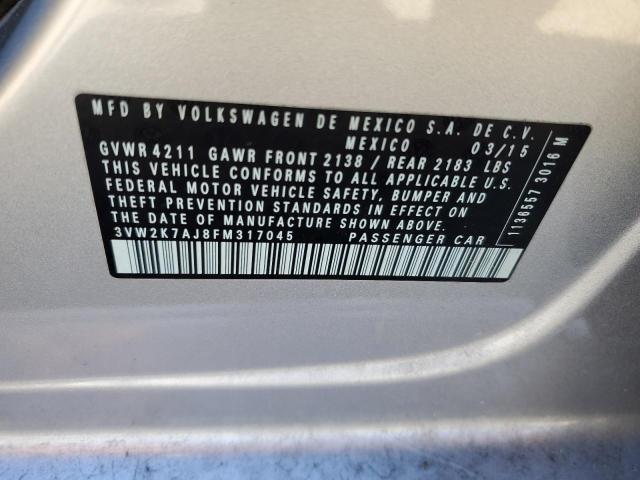 MFD BY VOLKSWAGEN DE MEXICO S.A. DE C.V.
MEXICO 03/15
GVWR 4211 GAWR FRONT 2138 / REAR 2183 LBS
THIS VEHICLE CONFORMS TO ALL APPLICABLE U.S.
FEDERAL MOTOR VEHICLE SAFETY, BUMPER AND
THEFT PREVENTION STANDARDS IN EFFECT ON
DATE OF MANUFACTURE SHOWN ABOVE.
3VW2K7AJ8FM317045 PASSENGER CAR
1136557 3016 M